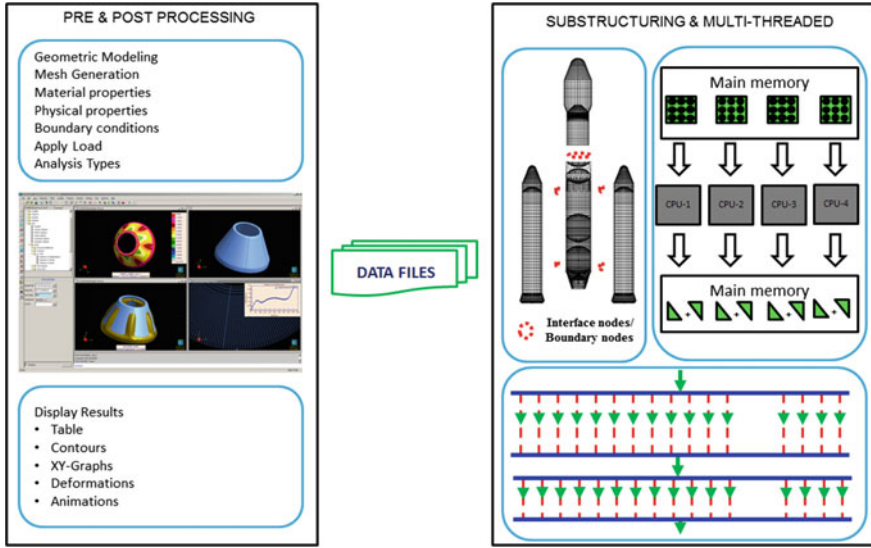 PRE & POST PROCESSING
Geometric Modeling
Mesh Generation
Material properties
Physical properties
Boundary conditions
Apply Load
Analysis Types
Display Results
• Table
• Contours
• XY-Graphs
• Deformations
• Animations
DATA FILES
SUBSTRUCTURING & MULTI-THREADED
Interface nodes/
Boundary nodes
Main memory
CPU-1 CPU-2 CPU-3 CPU-4
Main memory
+ + + +